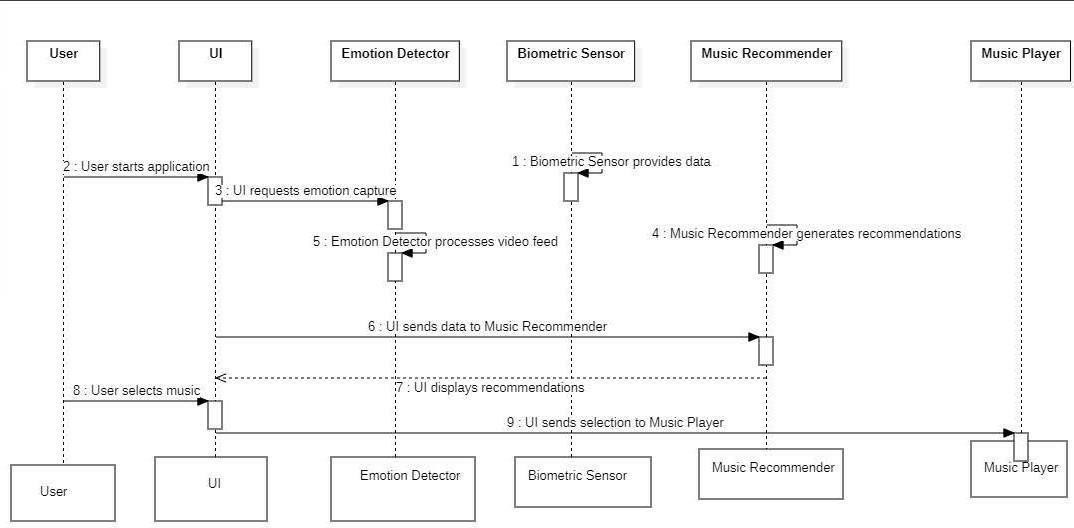 User
UI
Emotion Detector
Biometric Sensor
Music Recommender
Music Player
1 : Biometric Sensor provides data
2 : User starts application
3 : UI requests emotion capture
4 : Music Recommender generates recommendations
5 : Emotion Detector processes video feed
6 : UI sends data to Music Recommender
7 : UI displays recommendations
8 : User selects music
9 : UI sends selection to Music Player
User
UI
Emotion Detector
Biometric Sensor
Music Recommender
Music Player